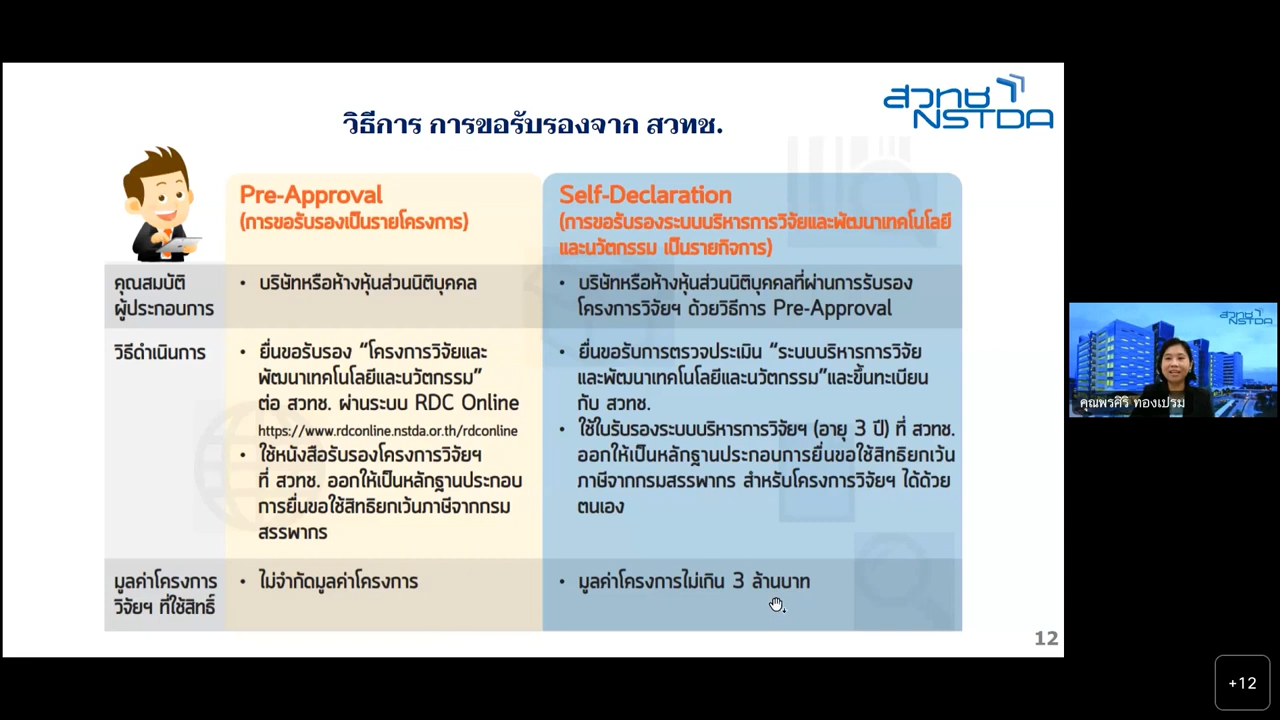 สวทช
NSTDA
วิธีการ การขอรับรองจาก สวทช.
Pre-Approval
(การขอรับรองเป็นรายโครงการ)
Self-Declaration
(การขอรับรองระบบบริหารการวิจัยและพัฒนาเทคโนโลยี
และนวัตกรรม เป็นรายกิจการ)
คุณสมบัติ
ผู้ประกอบการ
• บริษัทหรือห้างหุ้นส่วนนิติบุคคล
• บริษัทหรือห้างหุ้นส่วนนิติบุคคลที่ผ่านการรับรอง
โครงการวิจัยฯ ด้วยวิธีการ Pre-Approval
วิธีดำเนินการ
• ยื่นขอรับรอง “โครงการวิจัยและ
พัฒนาเทคโนโลยีและนวัตกรรม”
ต่อ สวทช. ผ่านระบบ RDC Online
https://www.rdconline.nstda.or.th/rdconline
• ใช้หนังสือรับรองโครงการวิจัยฯ
ที่ สวทช. ออกให้เป็นหลักฐานประกอบ
การยื่นขอใช้สิทธิยกเว้นภาษีจากกรม
สรรพากร
• ยื่นขอรับการตรวจประเมิน “ระบบบริหารการวิจัย
และพัฒนาเทคโนโลยีและนวัตกรรม”และขึ้นทะเบียน
กับ สวทช.
• ใช้ใบรับรองระบบบริหารการวิจัยฯ (อายุ 3 ปี) ที่ สวทช.
ออกให้เป็นหลักฐานประกอบการยื่นขอใช้สิทธิยกเว้น
ภาษีจากกรมสรรพากร สำหรับโครงการวิจัยฯ ได้ด้วย
ตนเอง
มูลค่าโครงการ
วิจัยฯ ที่ใช้สิทธิ์
• ไม่จำกัดมูลค่าโครงการ
• มูลค่าโครงการไม่เกิน 3 ล้านบาท
12
สวทช
NSTDA
คุณพรศิริ ทองเปรม
+12